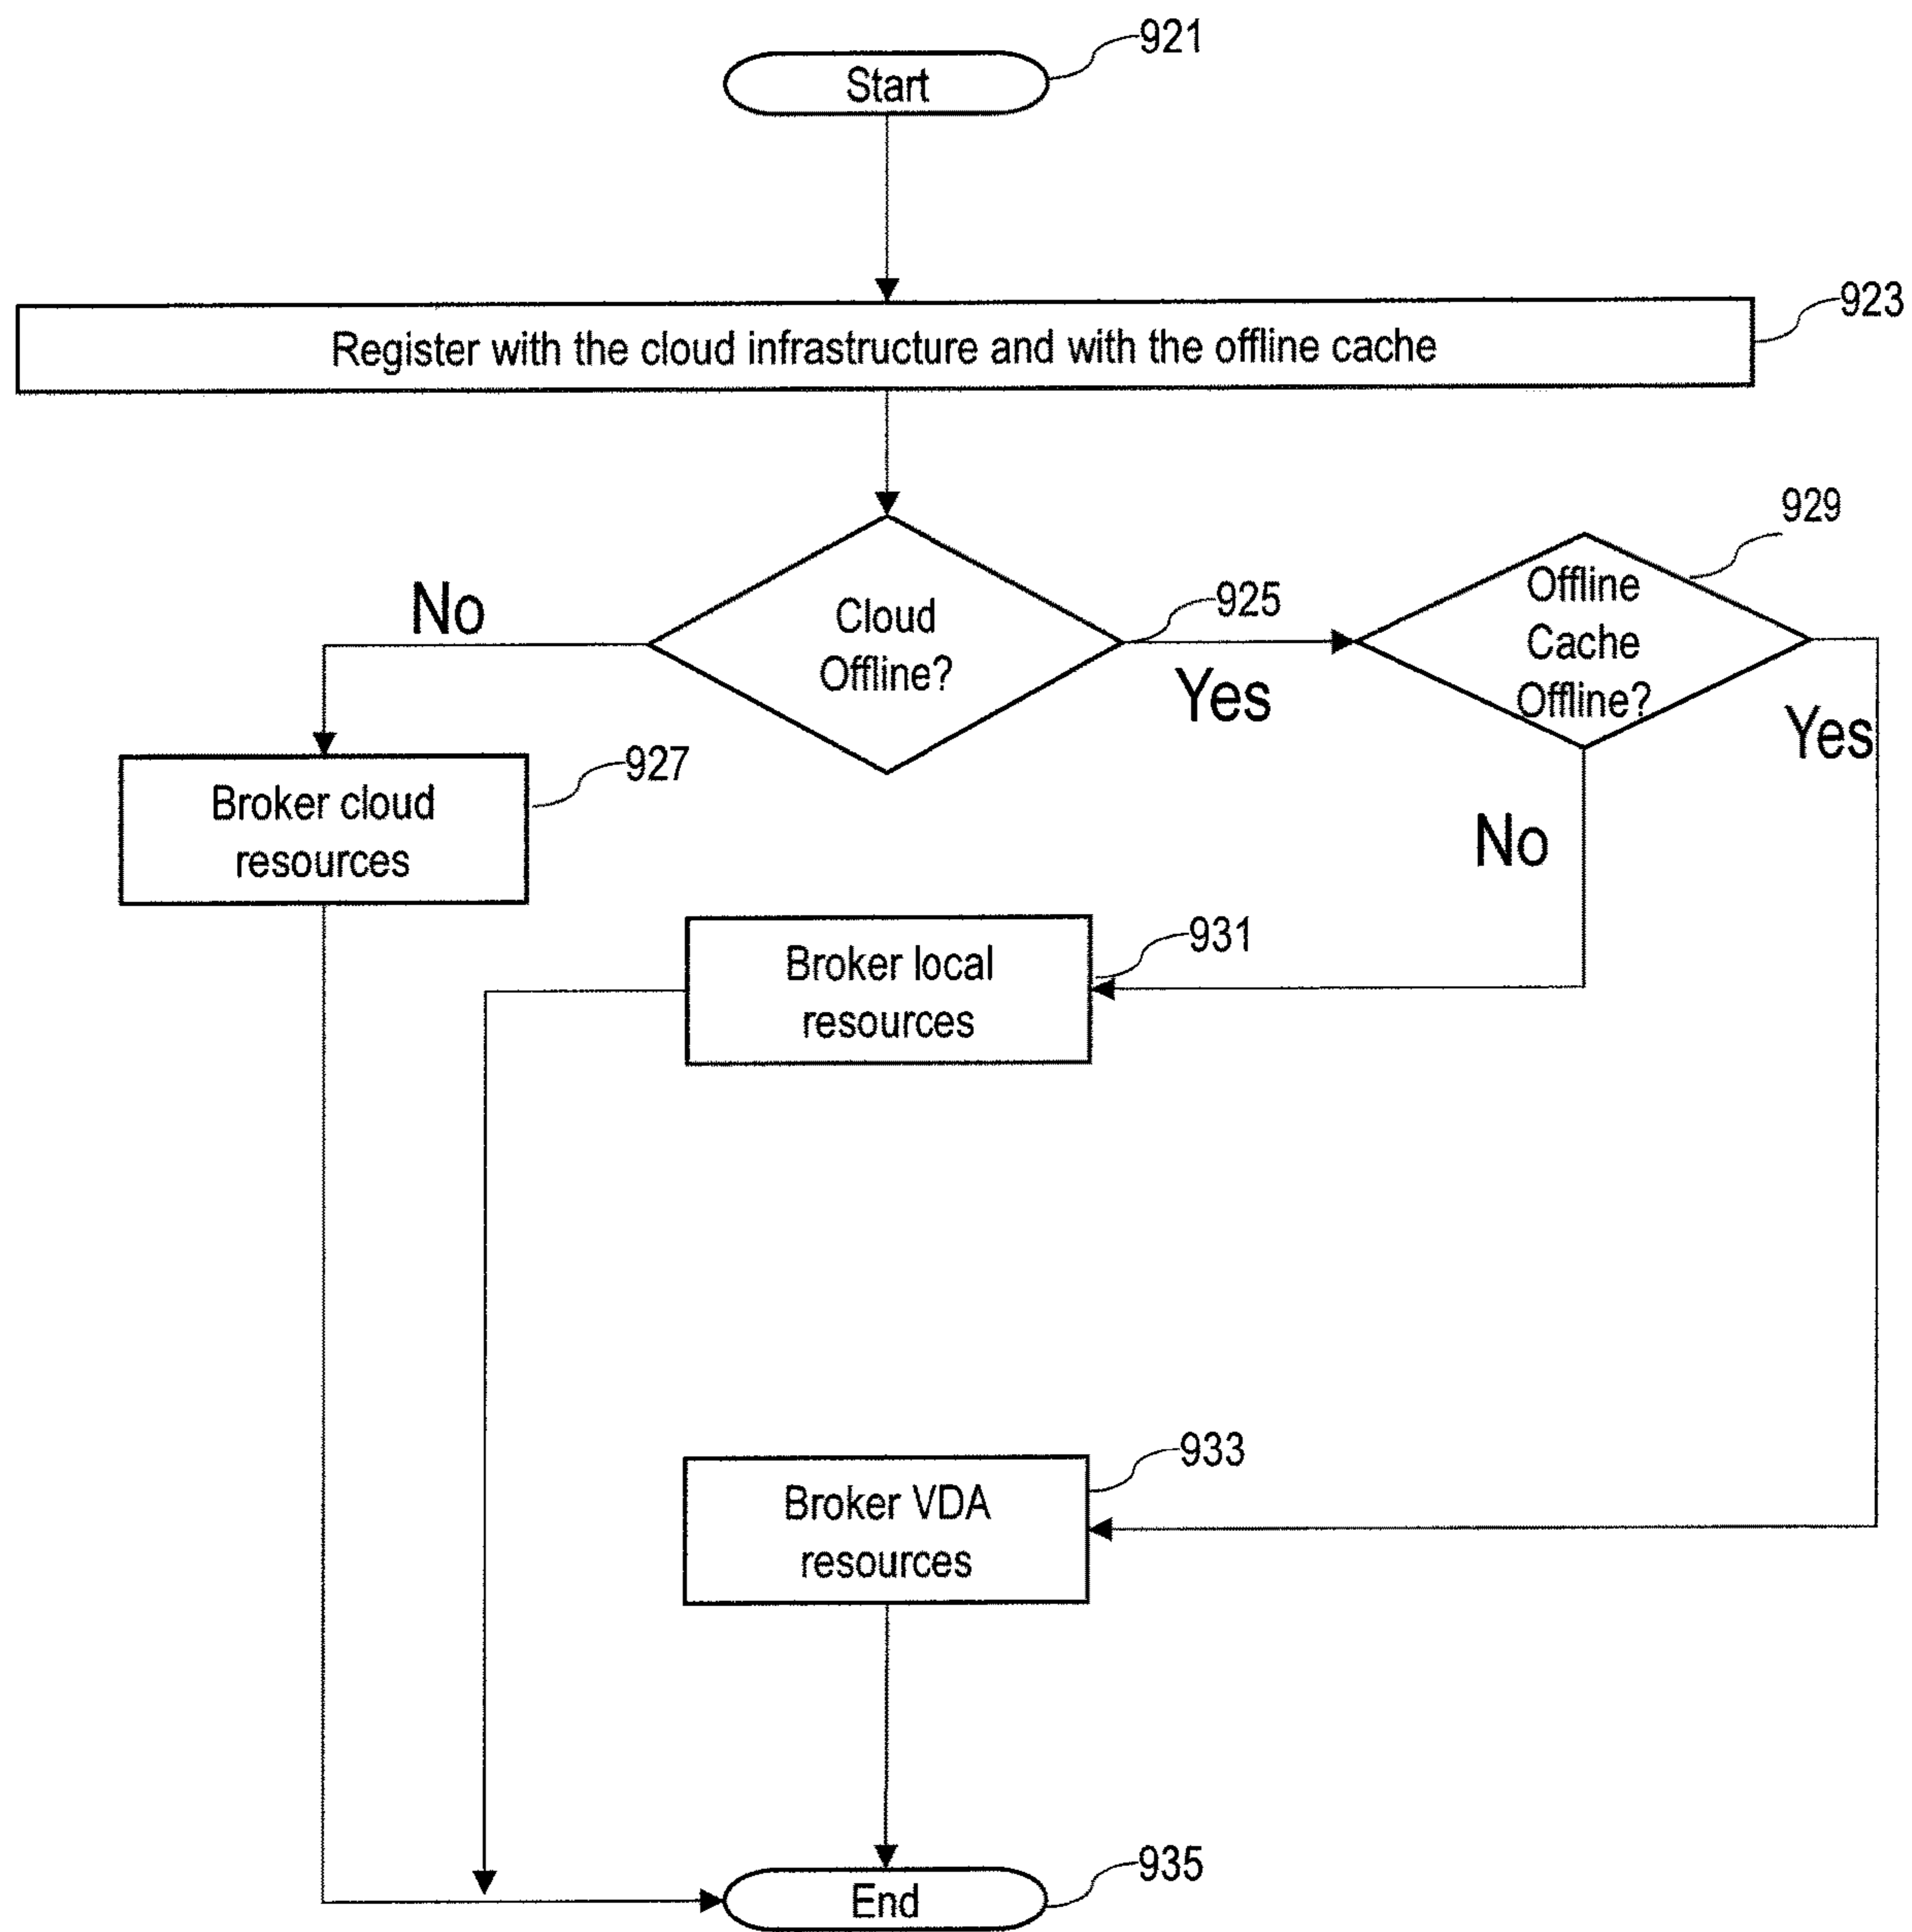 921
Start
923
Register with the cloud infrastructure and with the offline cache
929
No
Cloud
Offline?
925
Yes
Offline
Cache
Offline?
Yes
927
Broker cloud
resources
No
931
Broker local
resources
933
Broker VDA
resources
935
End